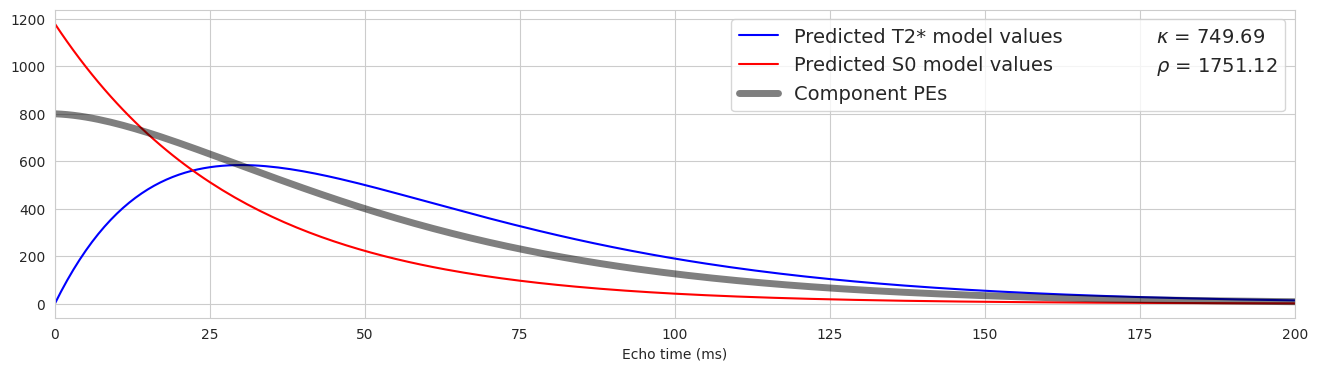 1200
1000
800
600
400
200
0
Predicted T2* model values
Predicted S0 model values
Component PEs
κ = 749.69
ρ = 1751.12
0 25 50 75 100 125 150 175 200
Echo time (ms)